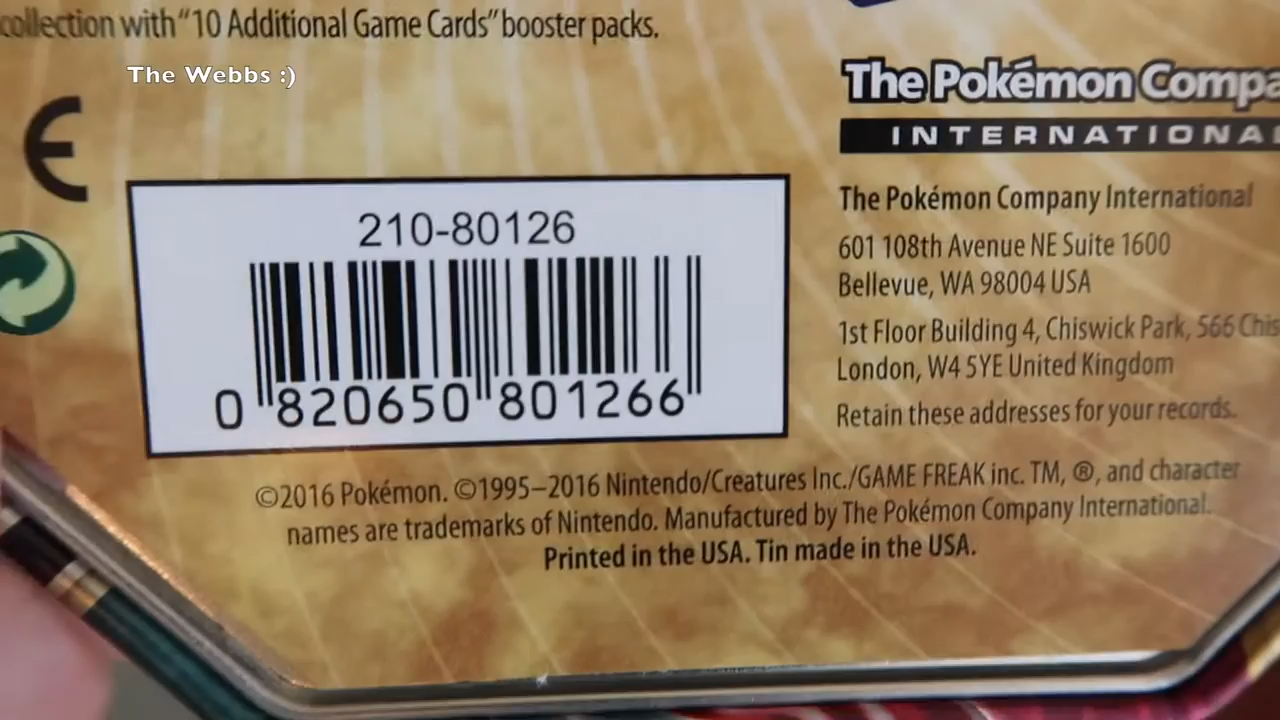 collection with “10 Additional Game Cards” booster packs.
The Webbs :)
CE
The Pokémon
INTERNATIONAL
210-80126
0 820650 801266
The Pokémon Company International
601 108th Avenue NE Suite 1600
Bellevue, WA 98004 USA
1st Floor Building 4, Chiswick Park, 566
London, W4 5YE United Kingdom
Retain these addresses for your records.
©2016 Pokémon. ©1995–2016 Nintendo/Creatures Inc./GAME FREAK inc. TM, ®, and character
names are trademarks of Nintendo. Manufactured by The Pokémon Company International.
Printed in the USA. Tin made in the USA.